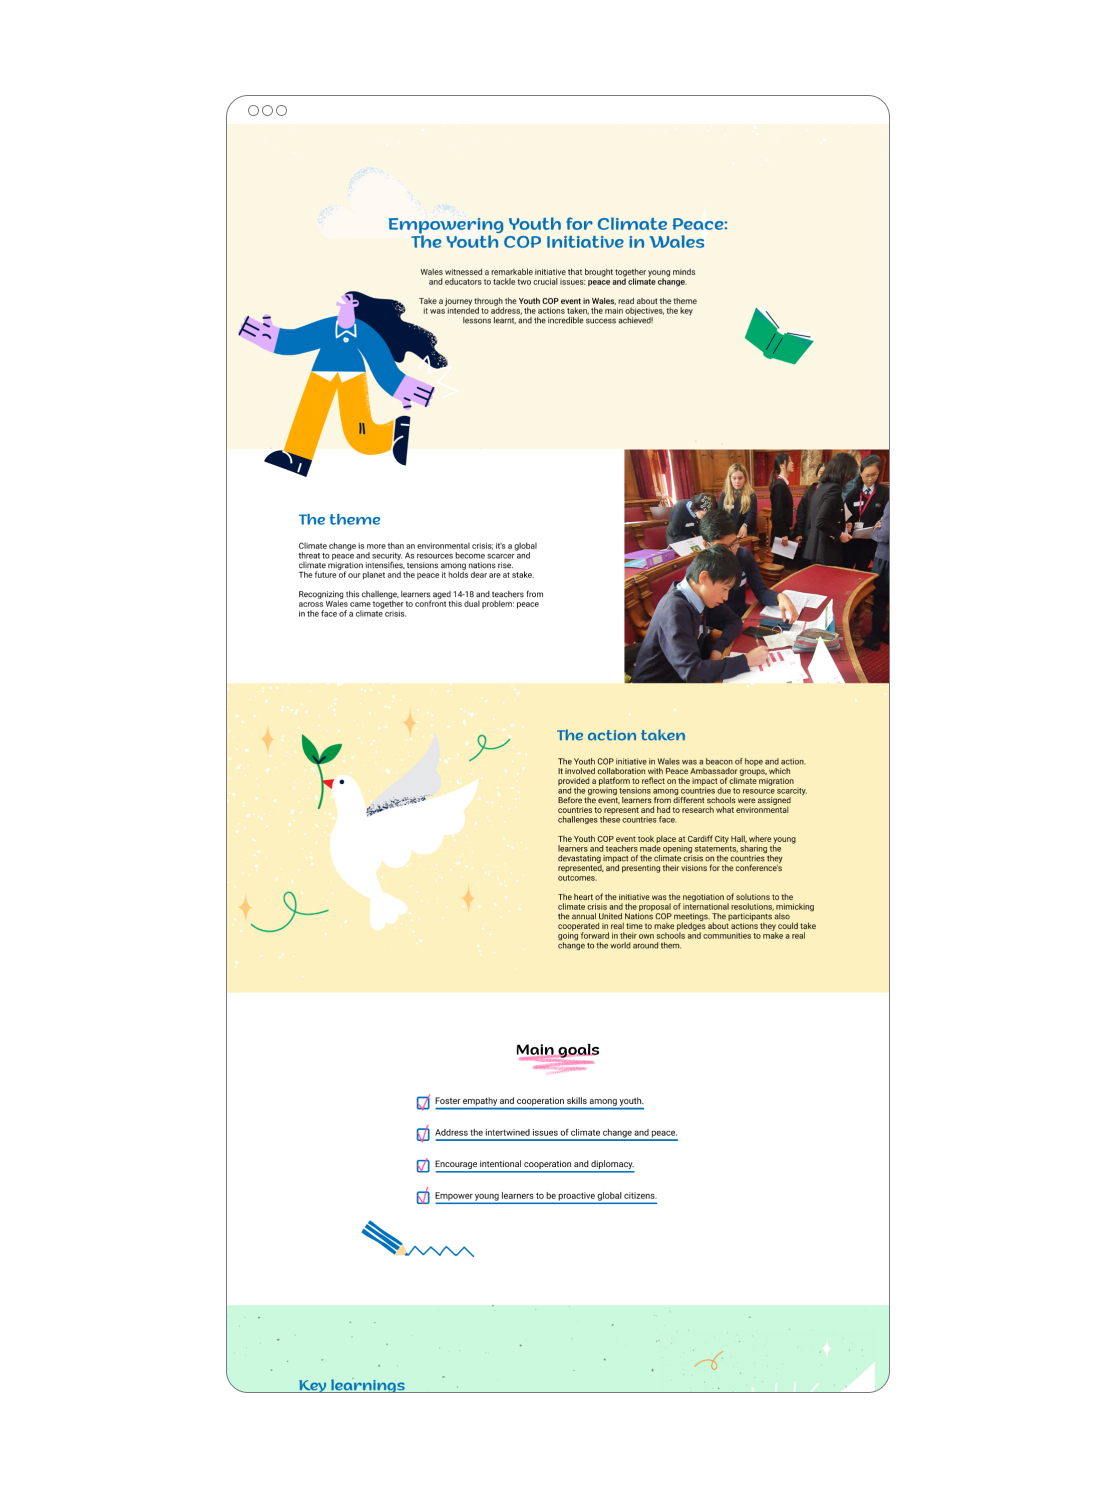 Empowering Youth for Climate Peace:
The Youth COP Initiative in Wales
Wales witnessed a remarkable initiative that brought together young minds
and educators to tackle two crucial issues: peace and climate change.
Take a journey through the Youth COP event in Wales, read about the theme
it was intended to address, the actions taken, the main objectives, the key
lessons learnt, and the incredible success achieved!
The theme
Climate change is more than an environmental crisis; it's a global
threat to peace and security. As resources become scarcer and
climate migration intensifies, tensions among nations rise.
The future of our planet and the peace it holds dear are at stake.
Recognizing this challenge, learners aged 14-18 and teachers from
across Wales came together to confront this dual problem: peace
in the face of a climate crisis.
The action taken
The Youth COP initiative in Wales was a beacon of hope and action.
It involved collaboration with Peace Ambassador groups, which
provided a platform to reflect on the impact of climate migration
and the growing tensions among countries due to resource scarcity.
Before the event, learners from different schools were assigned
countries to represent and had to research what environmental
challenges these countries face.
The Youth COP event took place at Cardiff City Hall, where young
learners and teachers made opening statements, sharing the
devastating impact of the climate crisis on the countries they
represented, and presenting their visions for the conference's
outcomes.
The heart of the initiative was the negotiation of solutions to the
climate crisis and the proposal of international resolutions, mimicking
the annual United Nations COP meetings. The participants also
cooperated in real time to make pledges about actions they could take
going forward in their own schools and communities to make a real
change to the world around them.
Main goals
Foster empathy and cooperation skills among youth.
Address the intertwined issues of climate change and peace.
Encourage intentional cooperation and diplomacy.
Empower young learners to be proactive global citizens.
Key learnings